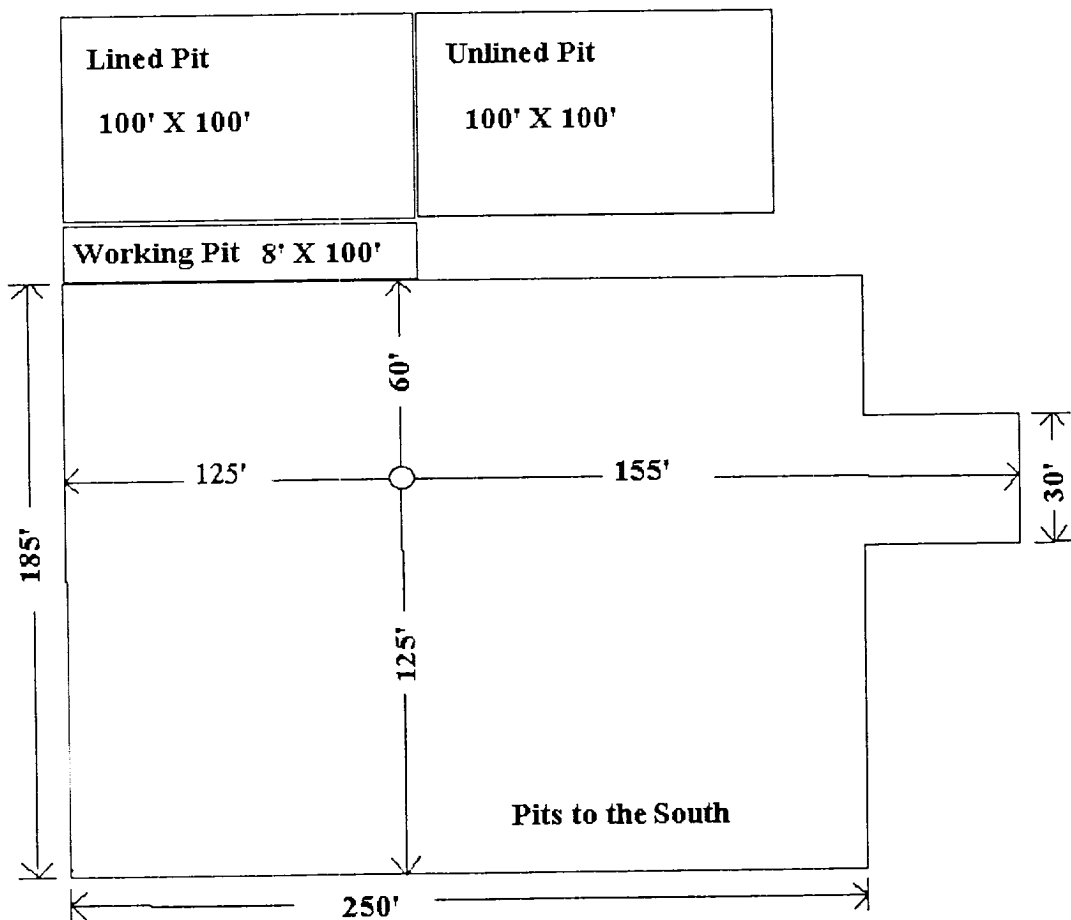 Lined Pit
100' X 100'
Unlined Pit
100' X 100'
Working Pit 8' X 100'
60'
125'
155'
30'
185'
125'
Pits to the South
250'